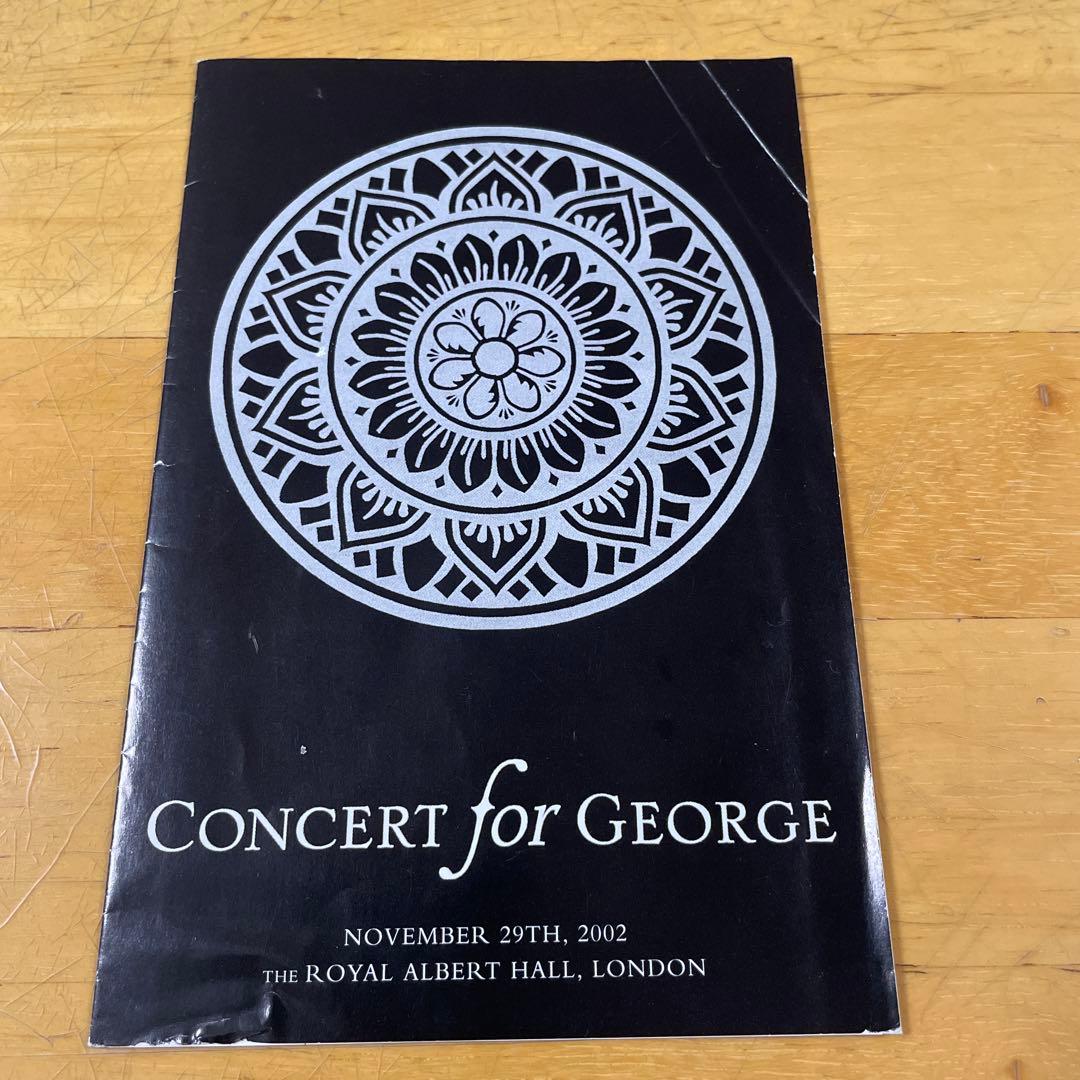 CONCERT for GEORGE
NOVEMBER 29TH, 2002
THE ROYAL ALBERT HALL, LONDON